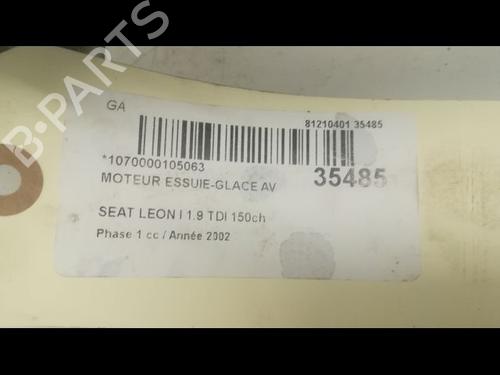 B-PARTS
GA
81210401 35485
*1070000105063
35485
MOTEUR ESSUIE-GLACE AV
SEAT LEON I 1.9 TDI 150ch
Phase 1 cc / Année 2002